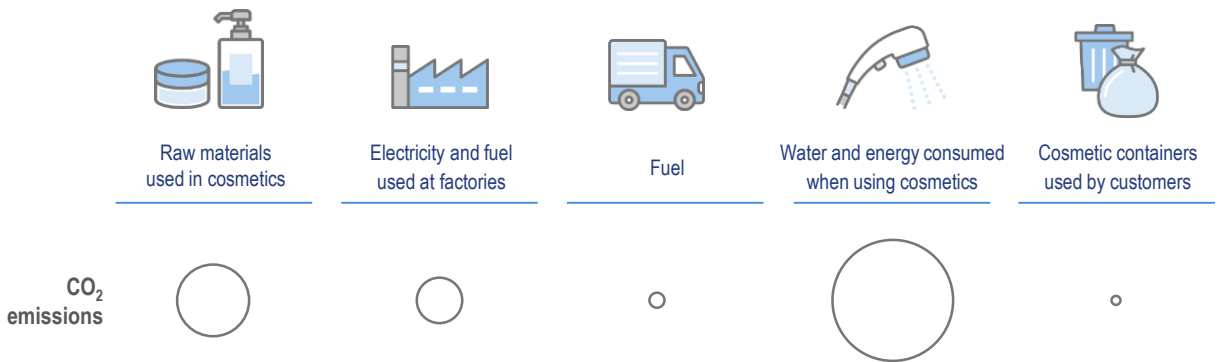 Raw materials
used in cosmetics
Electricity and fuel
used at factories
Fuel
Water and energy consumed
when using cosmetics
Cosmetic containers
used by customers
CO₂
emissions